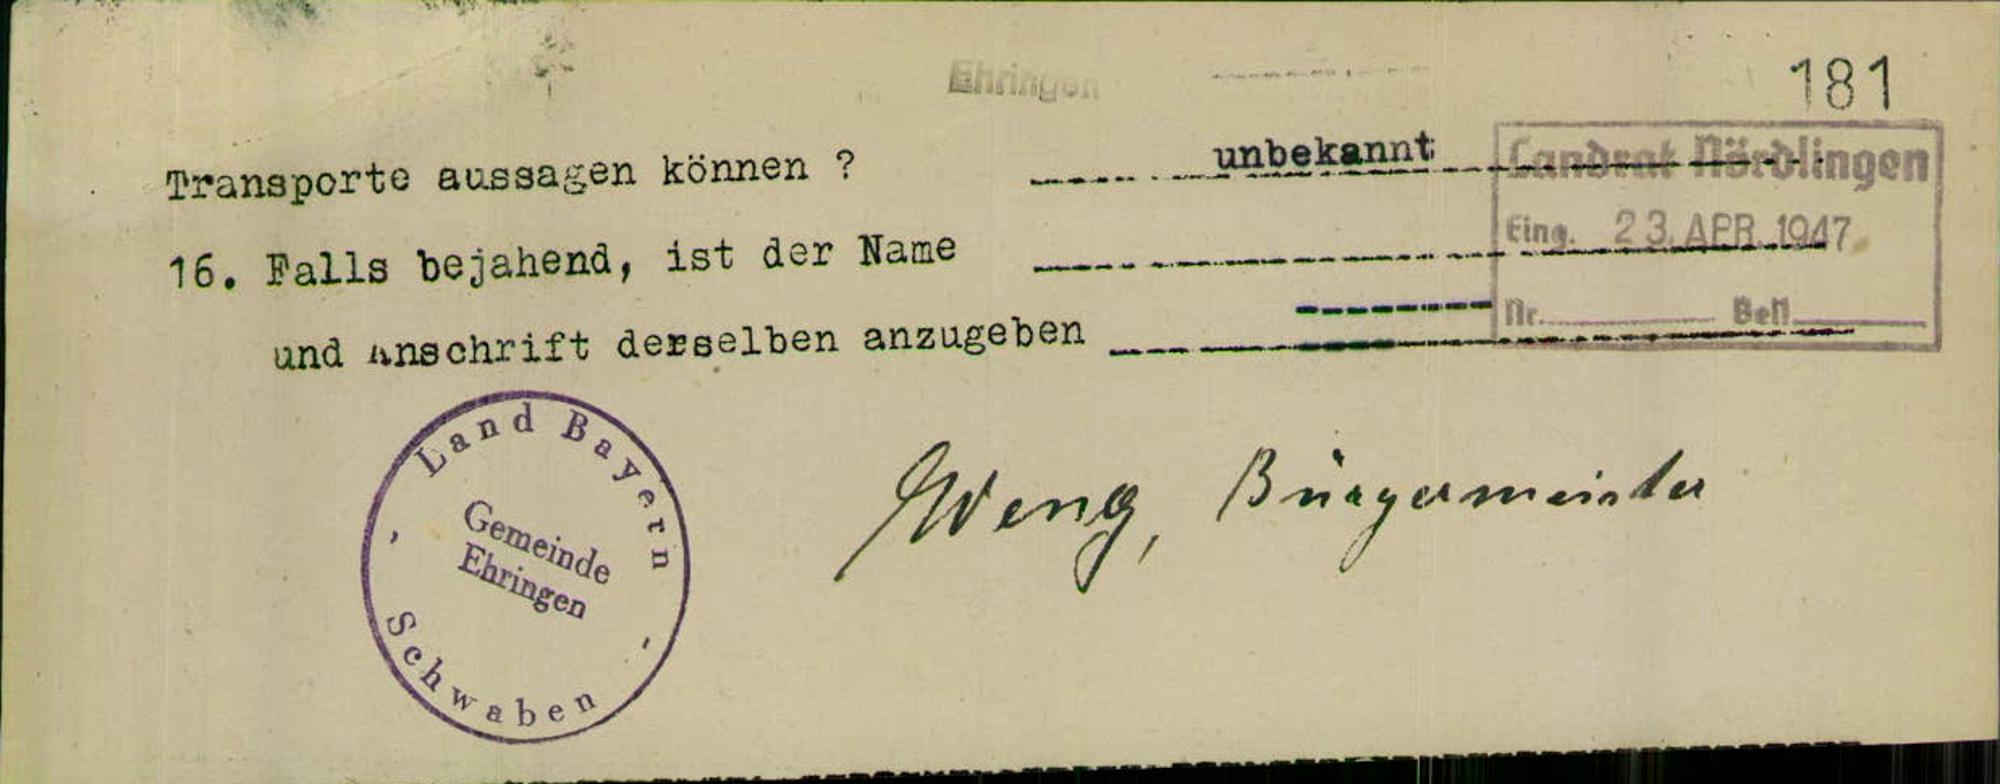 Ehringen
181
Transporte aussagen können ? unbekannt
Landrat Nördlingen
Eing. 23. APR. 1947
16. Falls bejahend, ist der Name
Nr. Beil.
und Anschrift derselben anzugeben
Land Bayern
Gemeinde
Ehringen
Schwaben
Weng, Bürgermeister